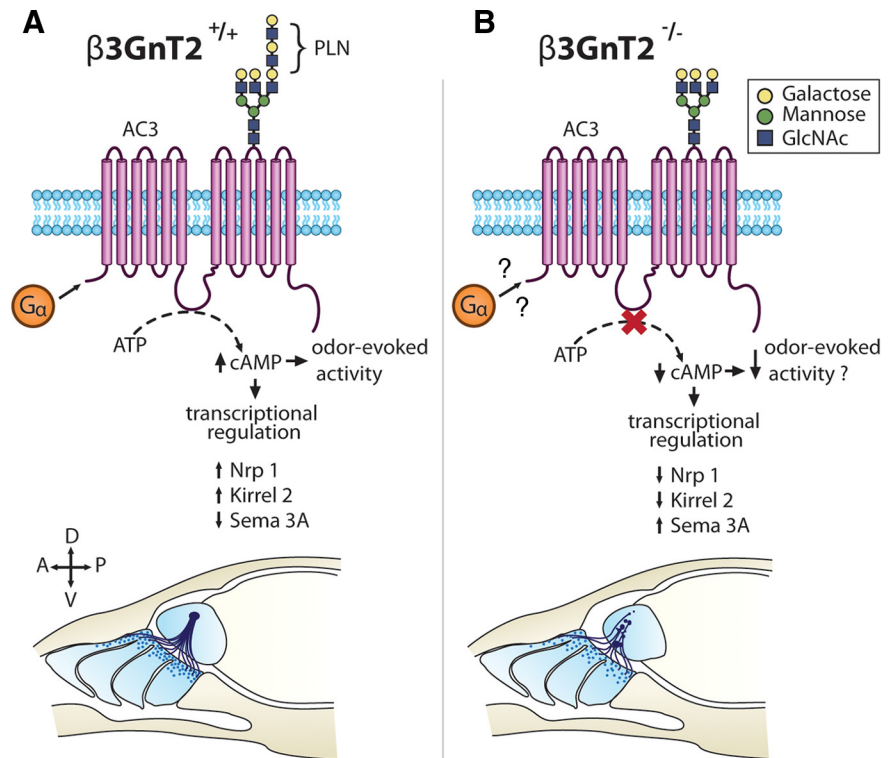 A
β3GnT2 +/+
PLN
AC3
Gα
ATP
cAMP
odor-evoked
activity
transcriptional
regulation
Nrp 1
Kirrel 2
Sema 3A
D
A
P
V
B
β3GnT2 -/-
Galactose
Mannose
GlcNAc
AC3
?
?
Gα
ATP
cAMP
odor-evoked
activity ?
transcriptional
regulation
Nrp 1
Kirrel 2
Sema 3A